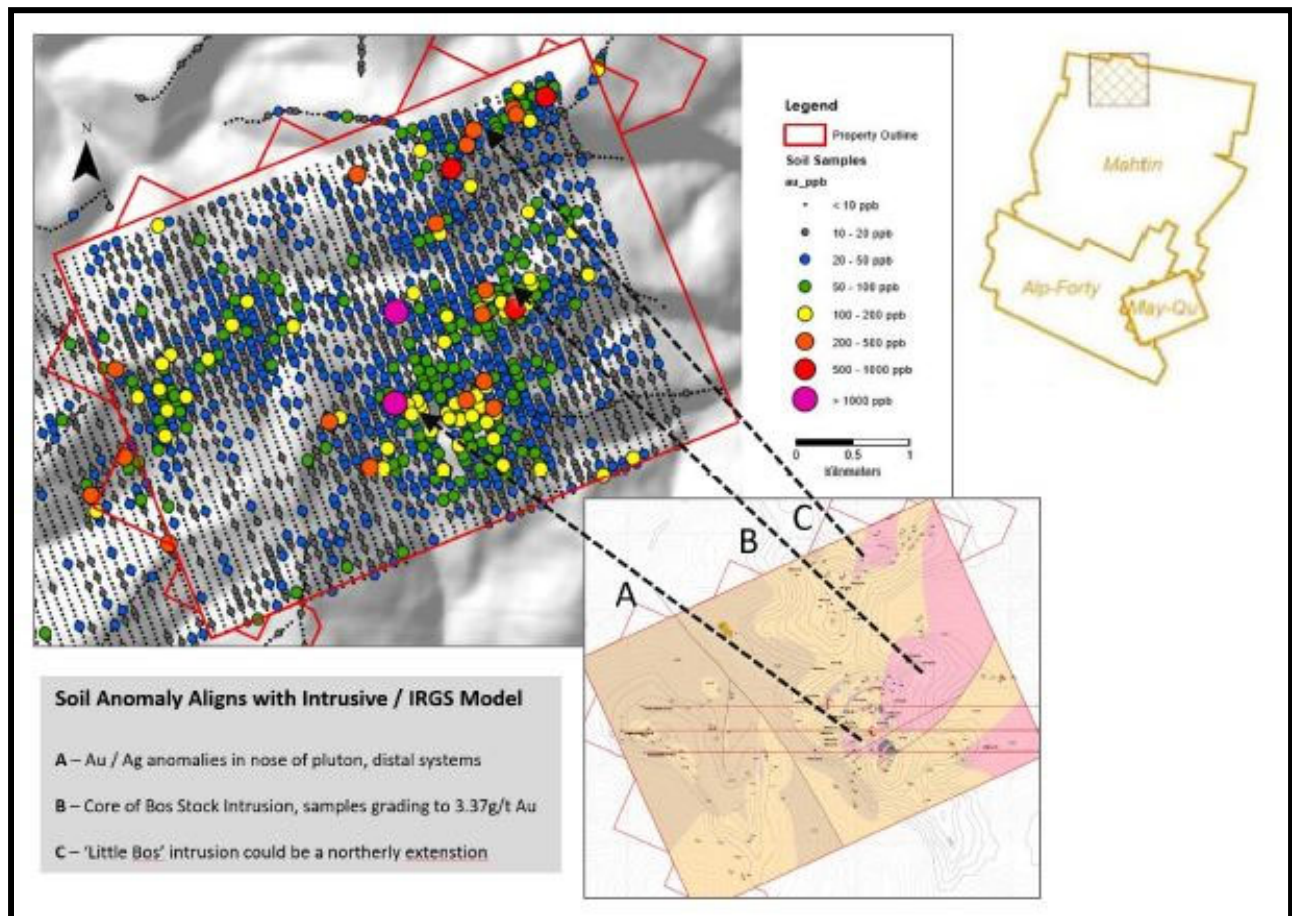 N
Legend
Property Outline
Soil Samples
au_ppb
< 10 ppb
10 - 20 ppb
20 - 50 ppb
50 - 100 ppb
100 - 200 ppb
200 - 500 ppb
500 - 1000 ppb
> 1000 ppb
0 0.5 1
kilometers
Mahtin
Alp-Forty
May-Qu
A
B
C
Soil Anomaly Aligns with Intrusive / IRGS Model
A – Au / Ag anomalies in nose of pluton, distal systems
B – Core of Bos Stock Intrusion, samples grading to 3.37g/t Au
C – ‘Little Bos’ intrusion could be a northerly extenstion